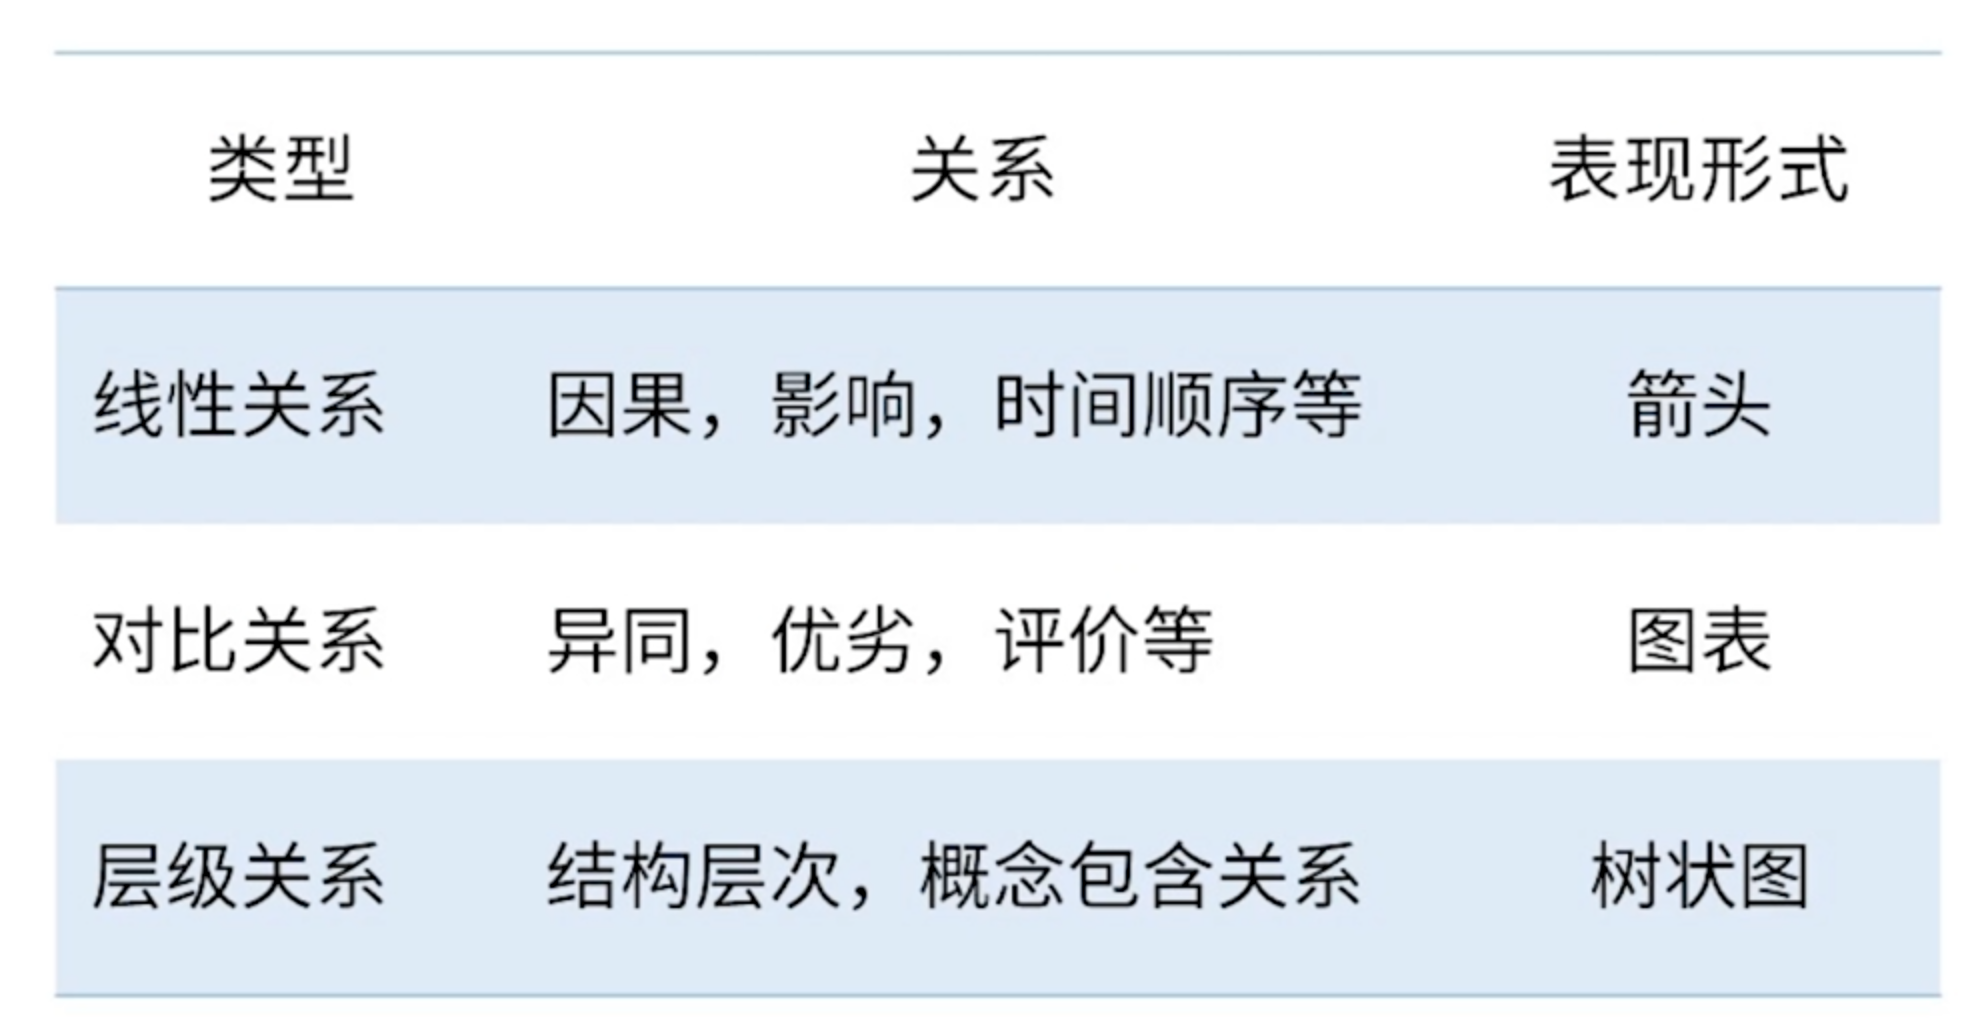 类型 关系 表现形式
线性关系 因果，影响，时间顺序等 箭头
对比关系 异同，优劣，评价等 图表
层级关系 结构层次，概念包含关系 树状图